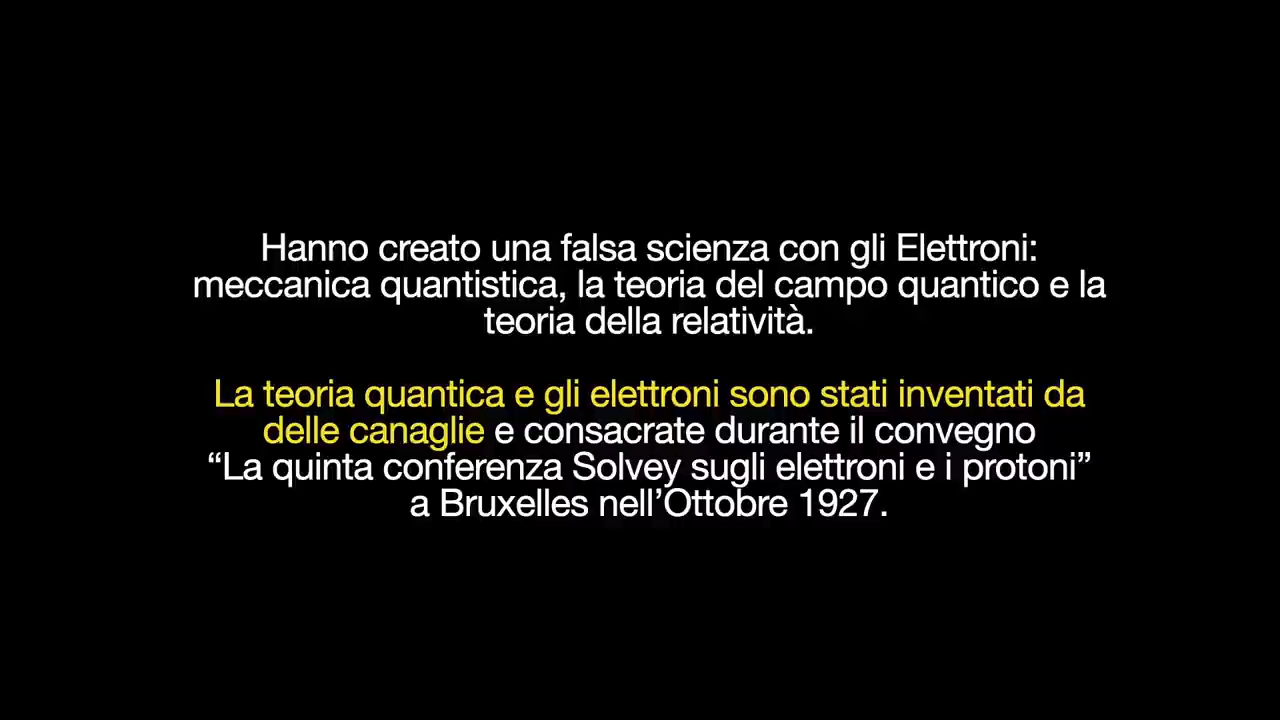 Hanno creato una falsa scienza con gli Elettroni:
meccanica quantistica, la teoria del campo quantico e la
teoria della relatività.
La teoria quantica e gli elettroni sono stati inventati da
delle canaglie e consacrate durante il convegno
“La quinta conferenza Solvey sugli elettroni e i protoni”
a Bruxelles nell’Ottobre 1927.